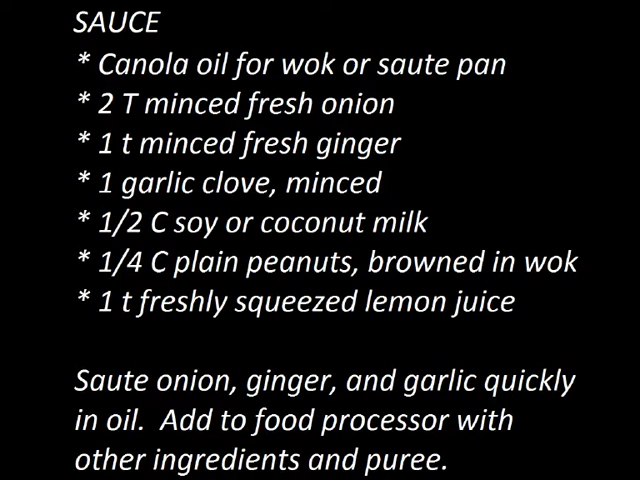 SAUCE
* Canola oil for wok or saute pan
* 2 T minced fresh onion
* 1 t minced fresh ginger
* 1 garlic clove, minced
* 1/2 C soy or coconut milk
* 1/4 C plain peanuts, browned in wok
* 1 t freshly squeezed lemon juice
Saute onion, ginger, and garlic quickly
in oil.  Add to food processor with
other ingredients and puree.